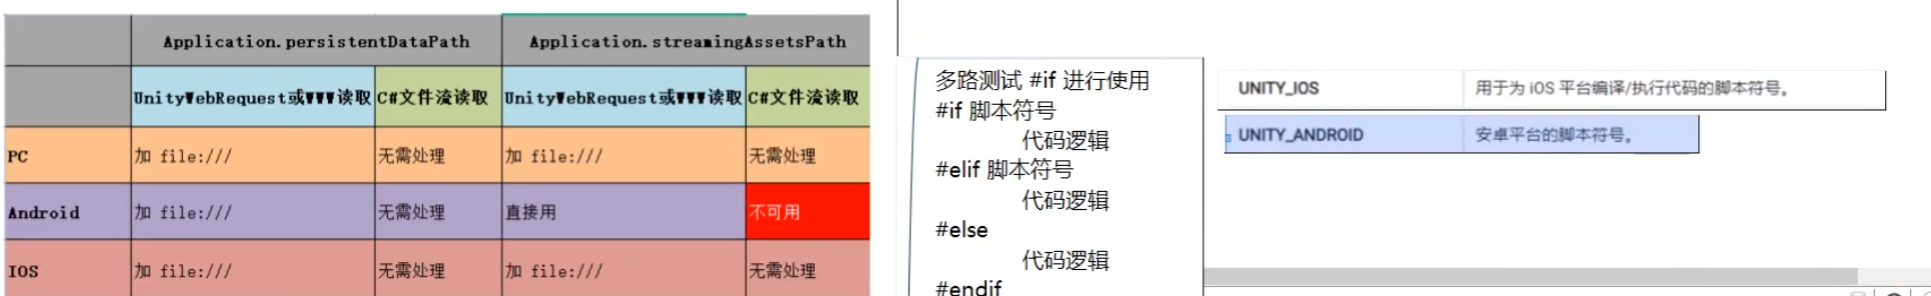 Application.persistentDataPath Application.streamingAssetsPath
UnityWebRequest或WWW读取 C#文件流读取 UnityWebRequest或WWW读取 C#文件流读取
PC 加 file:/// 无需处理 加 file:/// 无需处理
Android 加 file:/// 无需处理 直接用 不可用
IOS 加 file:/// 无需处理 加 file:/// 无需处理
多路测试 #if 进行使用
#if 脚本符号
代码逻辑
#elif 脚本符号
代码逻辑
#else
代码逻辑
#endif
UNITY_IOS 用于为 iOS 平台编译/执行代码的脚本符号。
UNITY_ANDROID 安卓平台的脚本符号。